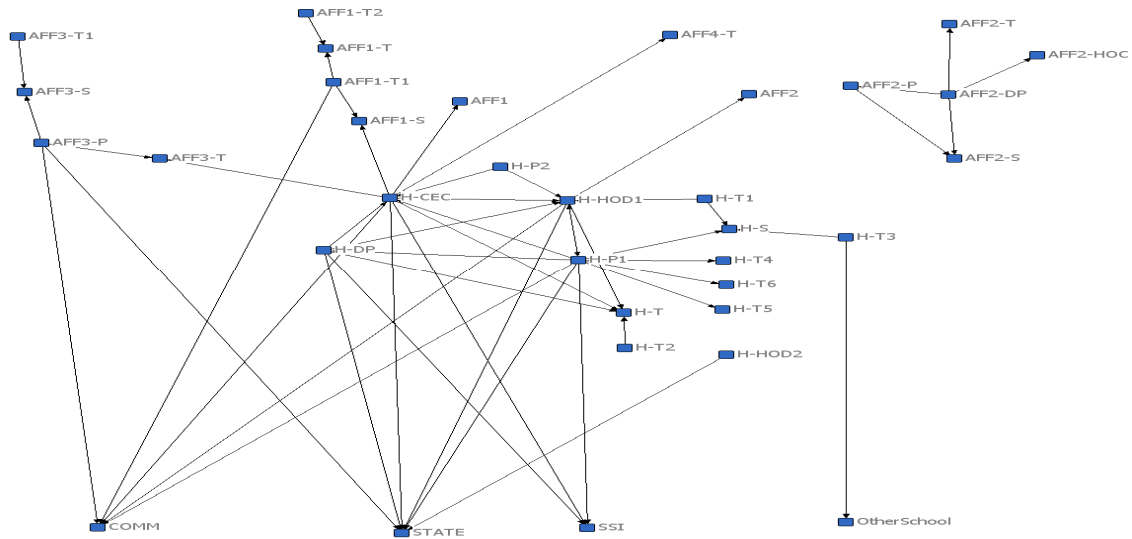 AFF1-T2
AFF2-T
AFF3-T1
AFF4-T
AFF1-T
AFF2-HOC
AFF1-T1
AFF2-P
AFF3-S
AFF2-DP
AFF2
AFF1
AFF1-S
AFF3-P
AFF3-T
AFF2-S
H-P2
H-CEC
H-HOD1
H-T1
H-S
H-T3
H-DP
H-P1
H-T4
H-T6
H-T5
H-T
H-T2
H-HOD2
OtherSchool
COMM
SSI
STATE